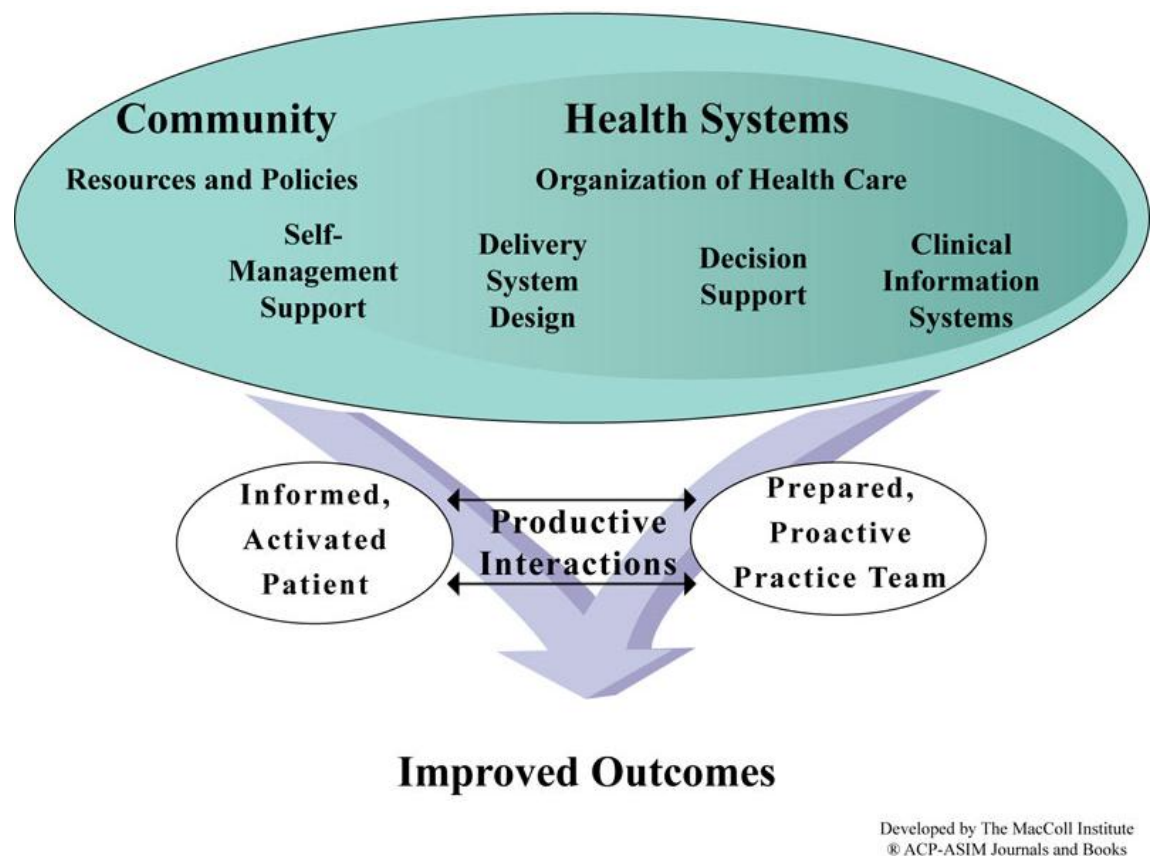 Community
Health Systems
Resources and Policies
Organization of Health Care
Self-
Management
Support
Delivery
System
Design
Decision
Support
Clinical
Information
Systems
Informed,
Activated
Patient
Productive
Interactions
Prepared,
Proactive
Practice Team
Improved Outcomes
Developed by The MacColl Institute
® ACP-ASIM Journals and Books